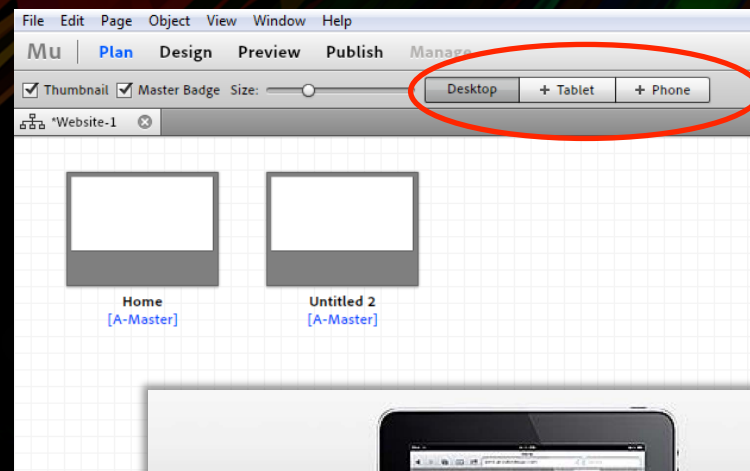 File Edit Page Object View Window Help
Mu Plan Design Preview Publish Manage
Thumbnail Master Badge Size: Desktop + Tablet + Phone
*Website-1
Home Untitled 2
[A-Master] [A-Master]